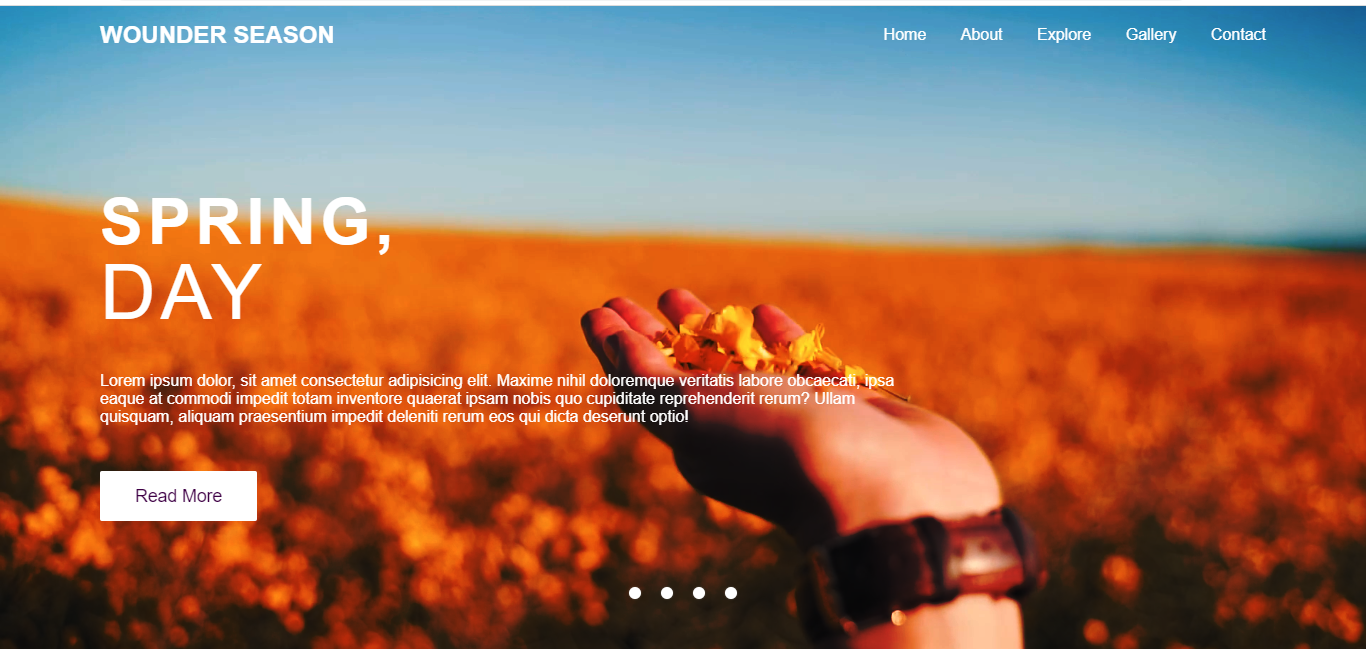 WOUNDER SEASON
Home About Explore Gallery Contact
SPRING,
DAY
Lorem ipsum dolor, sit amet consectetur adipisicing elit. Maxime nihil doloremque veritatis labore obcaecati, ipsa
eaque at commodi impedit totam inventore quaerat ipsam nobis quo cupiditate reprehenderit rerum? Ullam
quisquam, aliquam praesentium impedit deleniti rerum eos qui dicta deserunt optio!
Read More